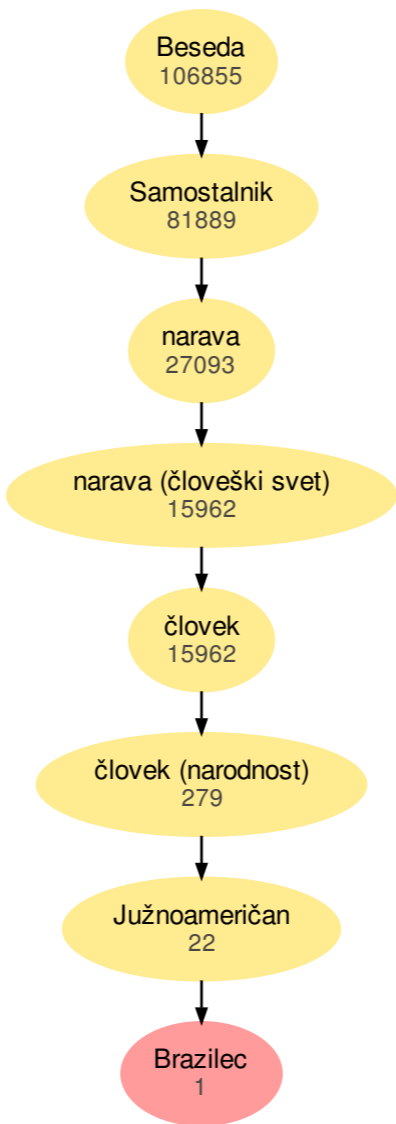 Beseda
106855
Samostalnik
81889
narava
27093
narava (človeški svet)
15962
človek
15962
človek (narodnost)
279
Južnoameričan
22
Brazilec
1